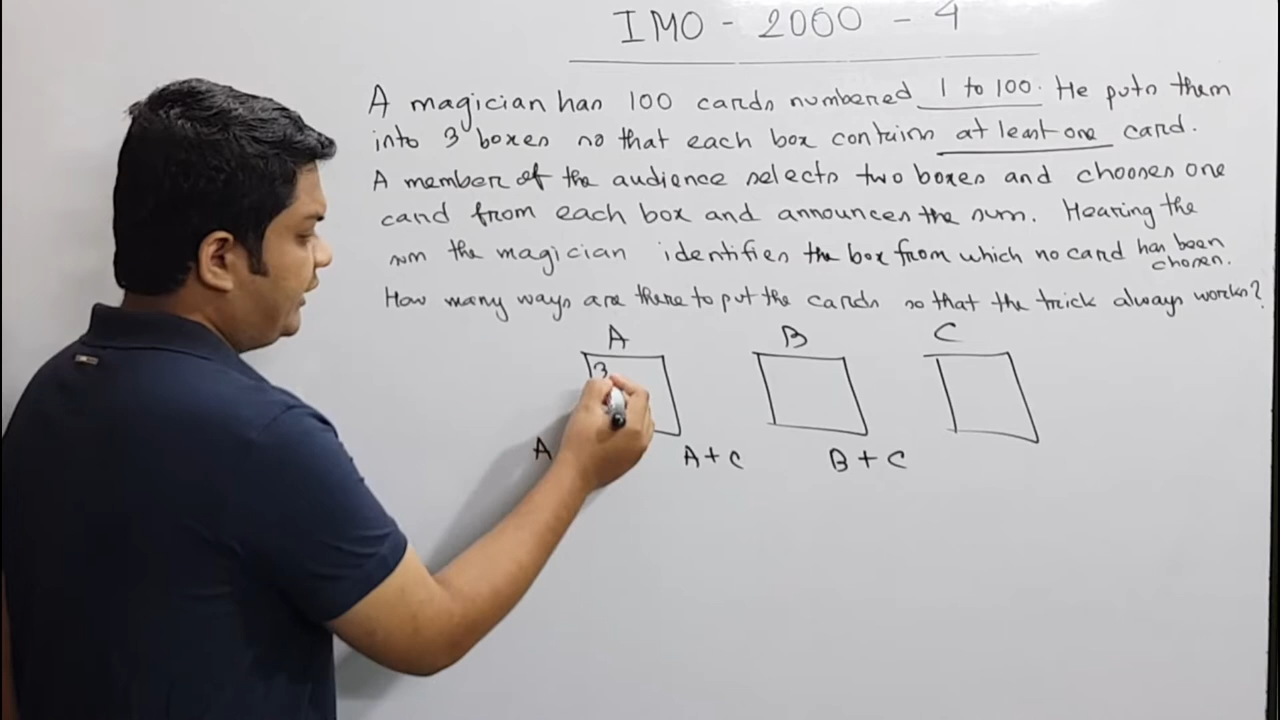 IMO - 2000 - 4
A magician has 100 cards numbered 1 to 100. He puts them
into 3 boxes so that each box contains at least one card.
A member of the audience selects two boxes and chooses one
card from each box and announces the sum. Hearing the
sum the magician identifies the box from which no card has been
chosen.
How many ways are there to put the cards so that the trick always works?
A B C
3
A A+C B+C